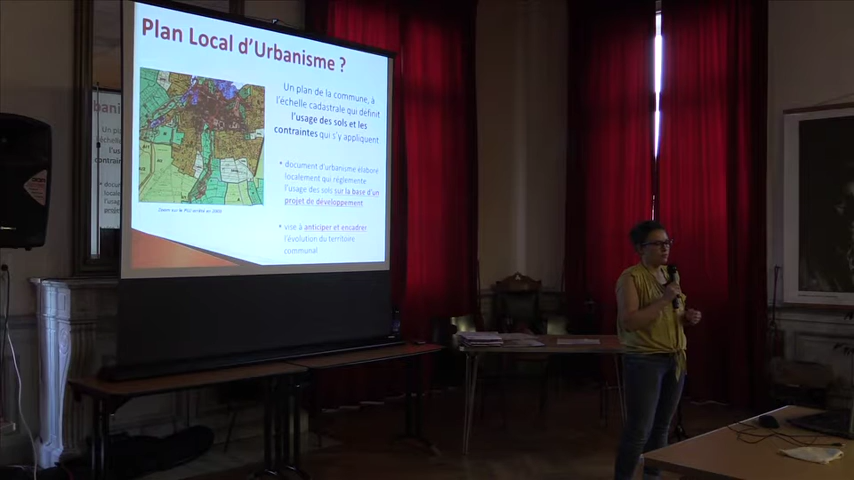 Plan Local d'Urbanisme ?
Un plan de la commune, à
l'échelle cadastrale qui définit
l'usage des sols et les
contraintes qui s'y appliquent
• document d'urbanisme élaboré
localement qui réglemente
l'usage des sols sur la base d'un
projet de développement
• vise à anticiper et encadrer
l'évolution du territoire
communal